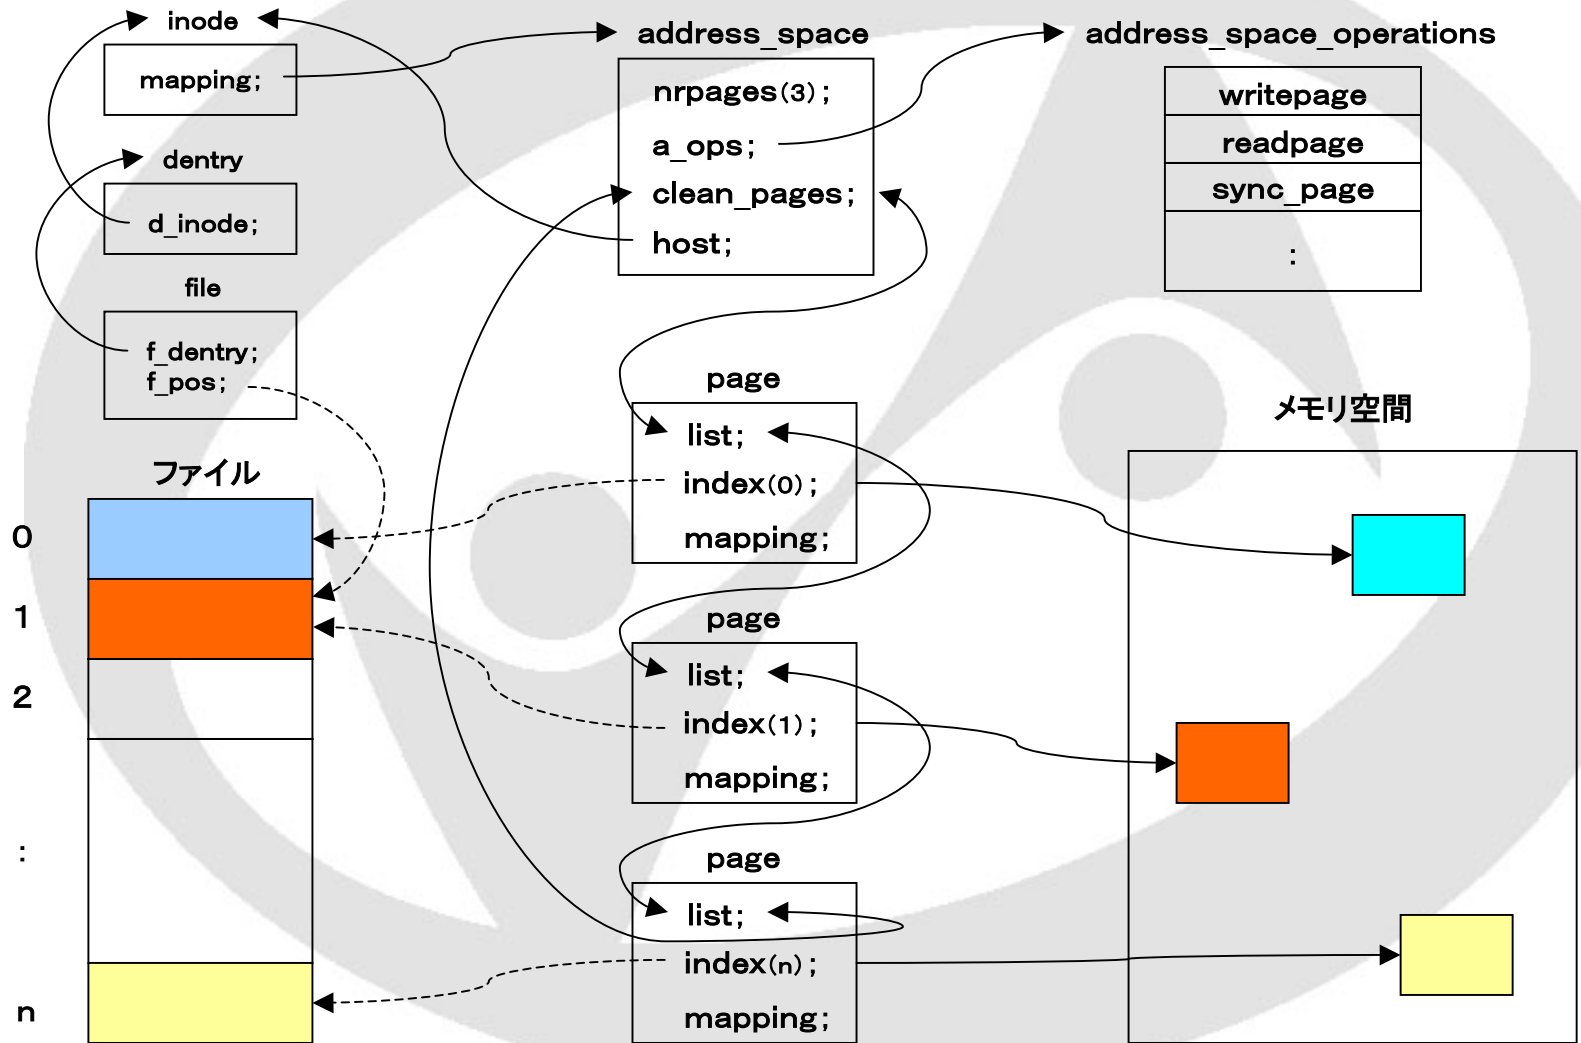 inode
mapping;
dentry
d_inode;
file
f_dentry;
f_pos;
ファイル
0
1
2
:
n
address_space
nrpages(3);
a_ops;
clean_pages;
host;
page
list;
index(0);
mapping;
page
list;
index(1);
mapping;
page
list;
index(n);
mapping;
address_space_operations
writepage
readpage
sync_page
:
メモリ空間